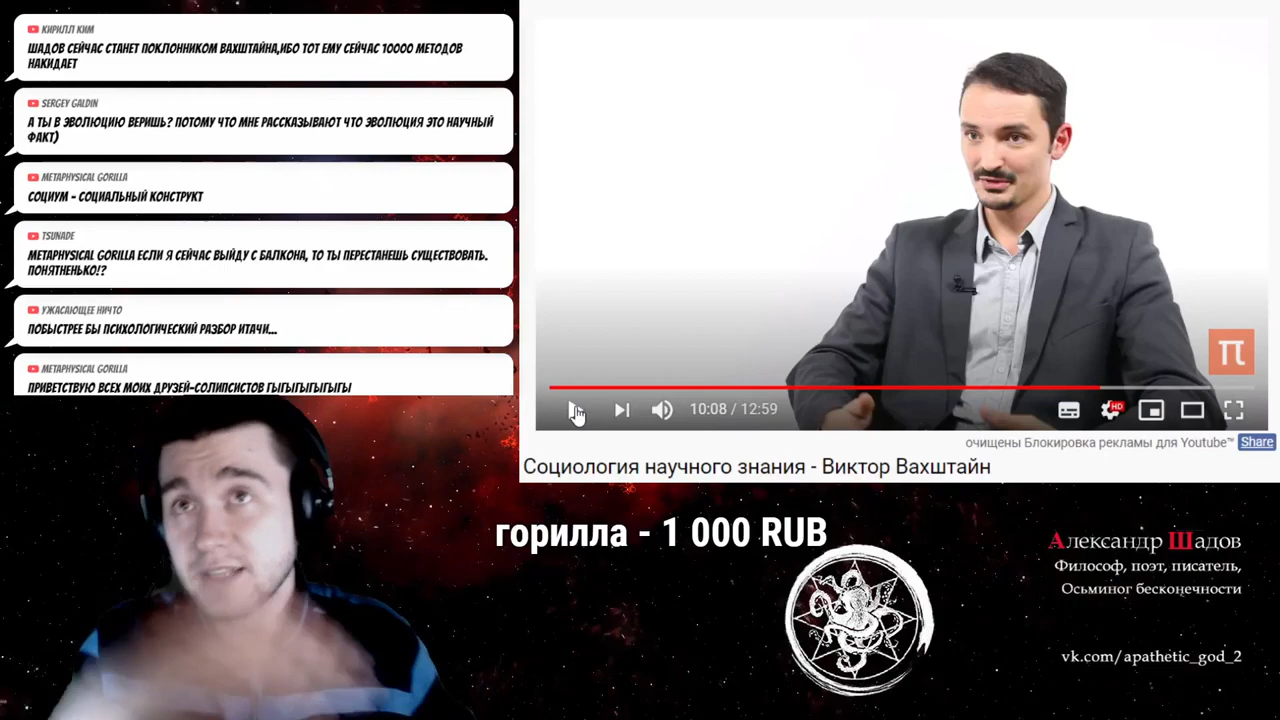 КИРИЛЛ КИМ
ШАДОВ СЕЙЧАС СТАНЕТ ПОКЛОННИКОМ ВАХШТАЙНА,ИБО ТОТ ЕМУ СЕЙЧАС 10000 МЕТОДОВ
НАКИДАЕТ
SERGEY GALDIN
А ТЫ В ЭВОЛЮЦИЮ ВЕРИШЬ? ПОТОМУ ЧТО МНЕ РАССКАЗЫВАЮТ ЧТО ЭВОЛЮЦИЯ ЭТО НАУЧНЫЙ
ФАКТ)
METAPHYSICAL GORILLA
СОЦИУМ - СОЦИАЛЬНЫЙ КОНСТРУКТ
TSUNADE
METAPHYSICAL GORILLA ЕСЛИ Я СЕЙЧАС ВЫЙДУ С БАЛКОНА, ТО ТЫ ПЕРЕСТАНЕШЬ СУЩЕСТВОВАТЬ.
ПОНЯТНЕНЬКО!?
УЖАСАЮЩЕЕ НИЧТО
ПОБЫСТРЕЕ БЫ ПСИХОЛОГИЧЕСКИЙ РАЗБОР ИТАЧИ...
METAPHYSICAL GORILLA
ПРИВЕТСТВУЮ ВСЕХ МОИХ ДРУЗЕЙ-СОЛИПСИСТОВ ГЫГЫГЫГЫГЫГЫ
π
10:08 / 12:59
HD
очищены Блокировка рекламы для Youtube™ Share
Социология научного знания - Виктор Вахштайн
горилла - 1 000 RUB
Александр Шадов
Философ, поэт, писатель,
Осьминог бесконечности
vk.com/apathetic_god_2